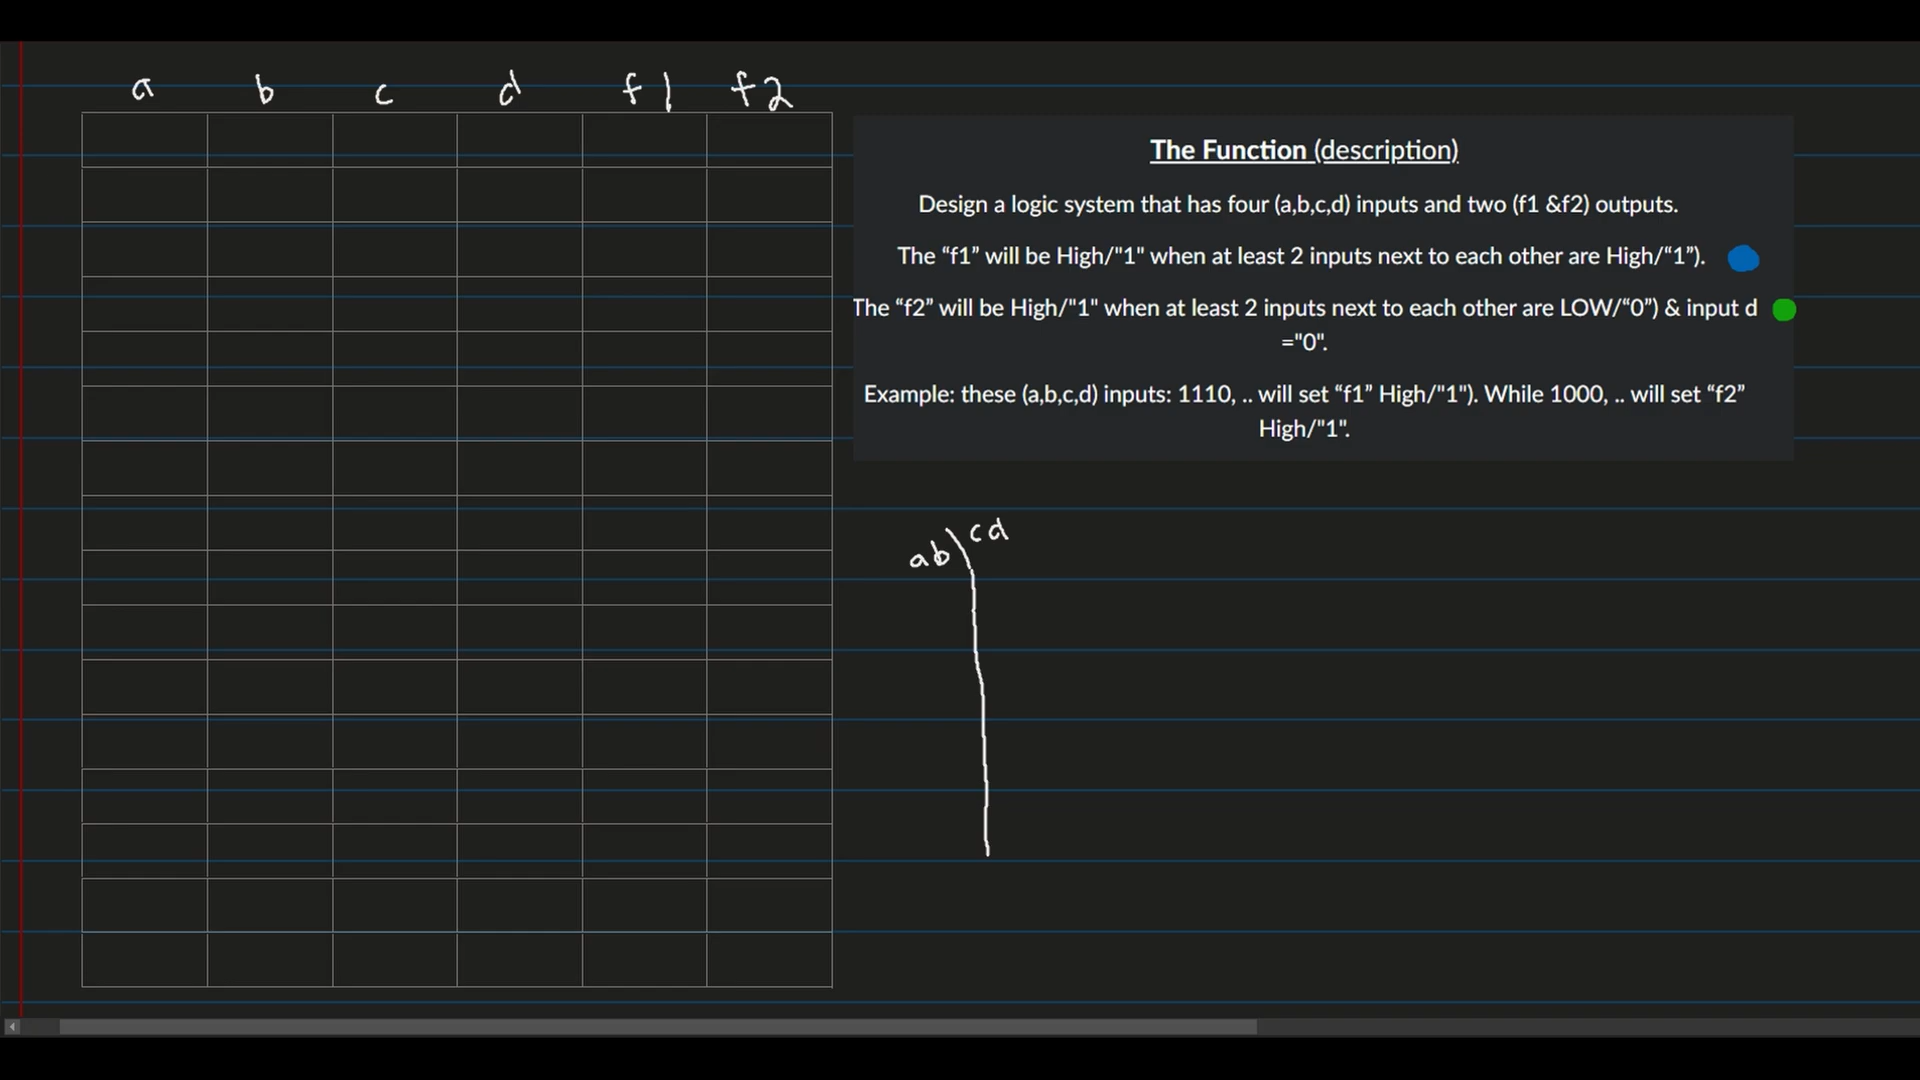 a b c d f1 f2
The Function (description)
Design a logic system that has four (a,b,c,d) inputs and two (f1 &f2) outputs.
The “f1” will be High/"1" when at least 2 inputs next to each other are High/“1”).
The “f2” will be High/"1" when at least 2 inputs next to each other are LOW/“0”) & input d
="0".
Example: these (a,b,c,d) inputs: 1110, .. will set “f1” High/"1"). While 1000, .. will set “f2”
High/"1".
ab\cd